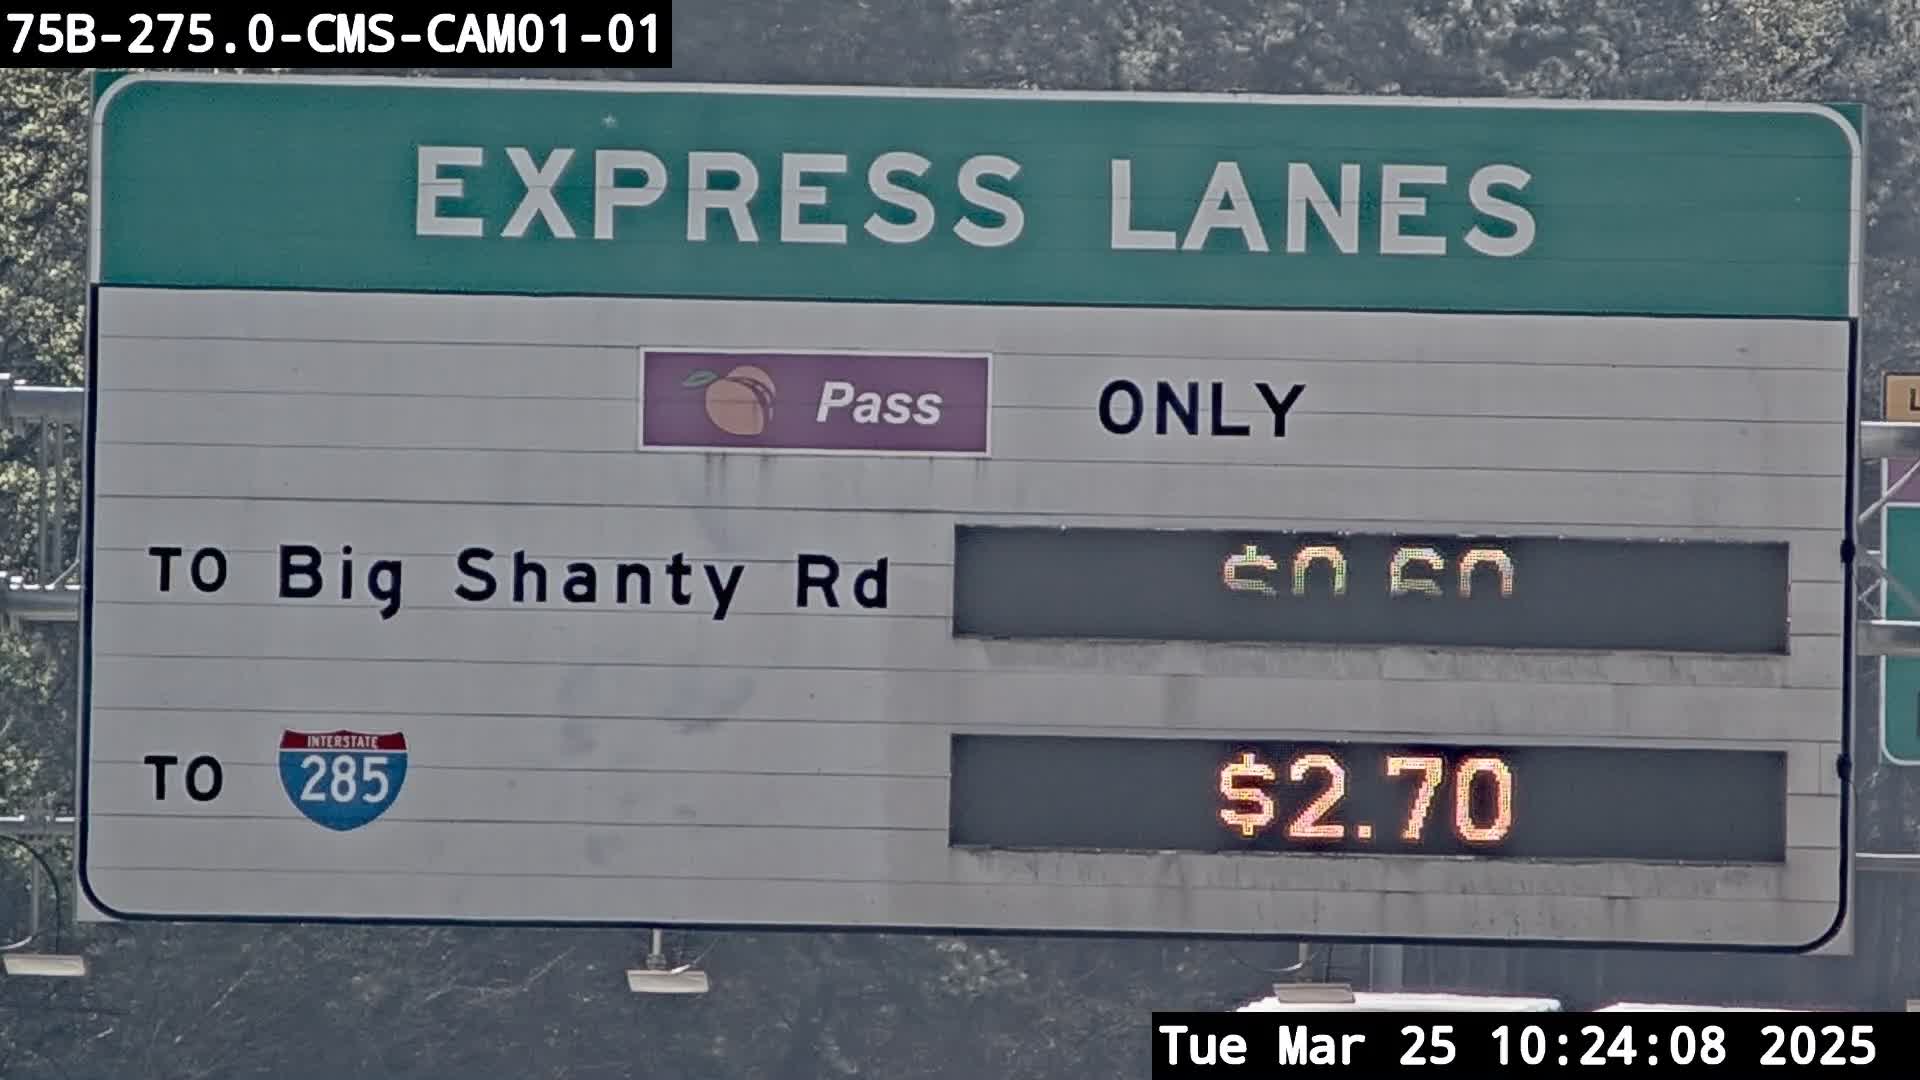 75B-275.0-CMS-CAM01-01
EXPRESS LANES
Pass ONLY
TO Big Shanty Rd
TO INTERSTATE 285 $2.70
Tue Mar 25 10:24:08 2025